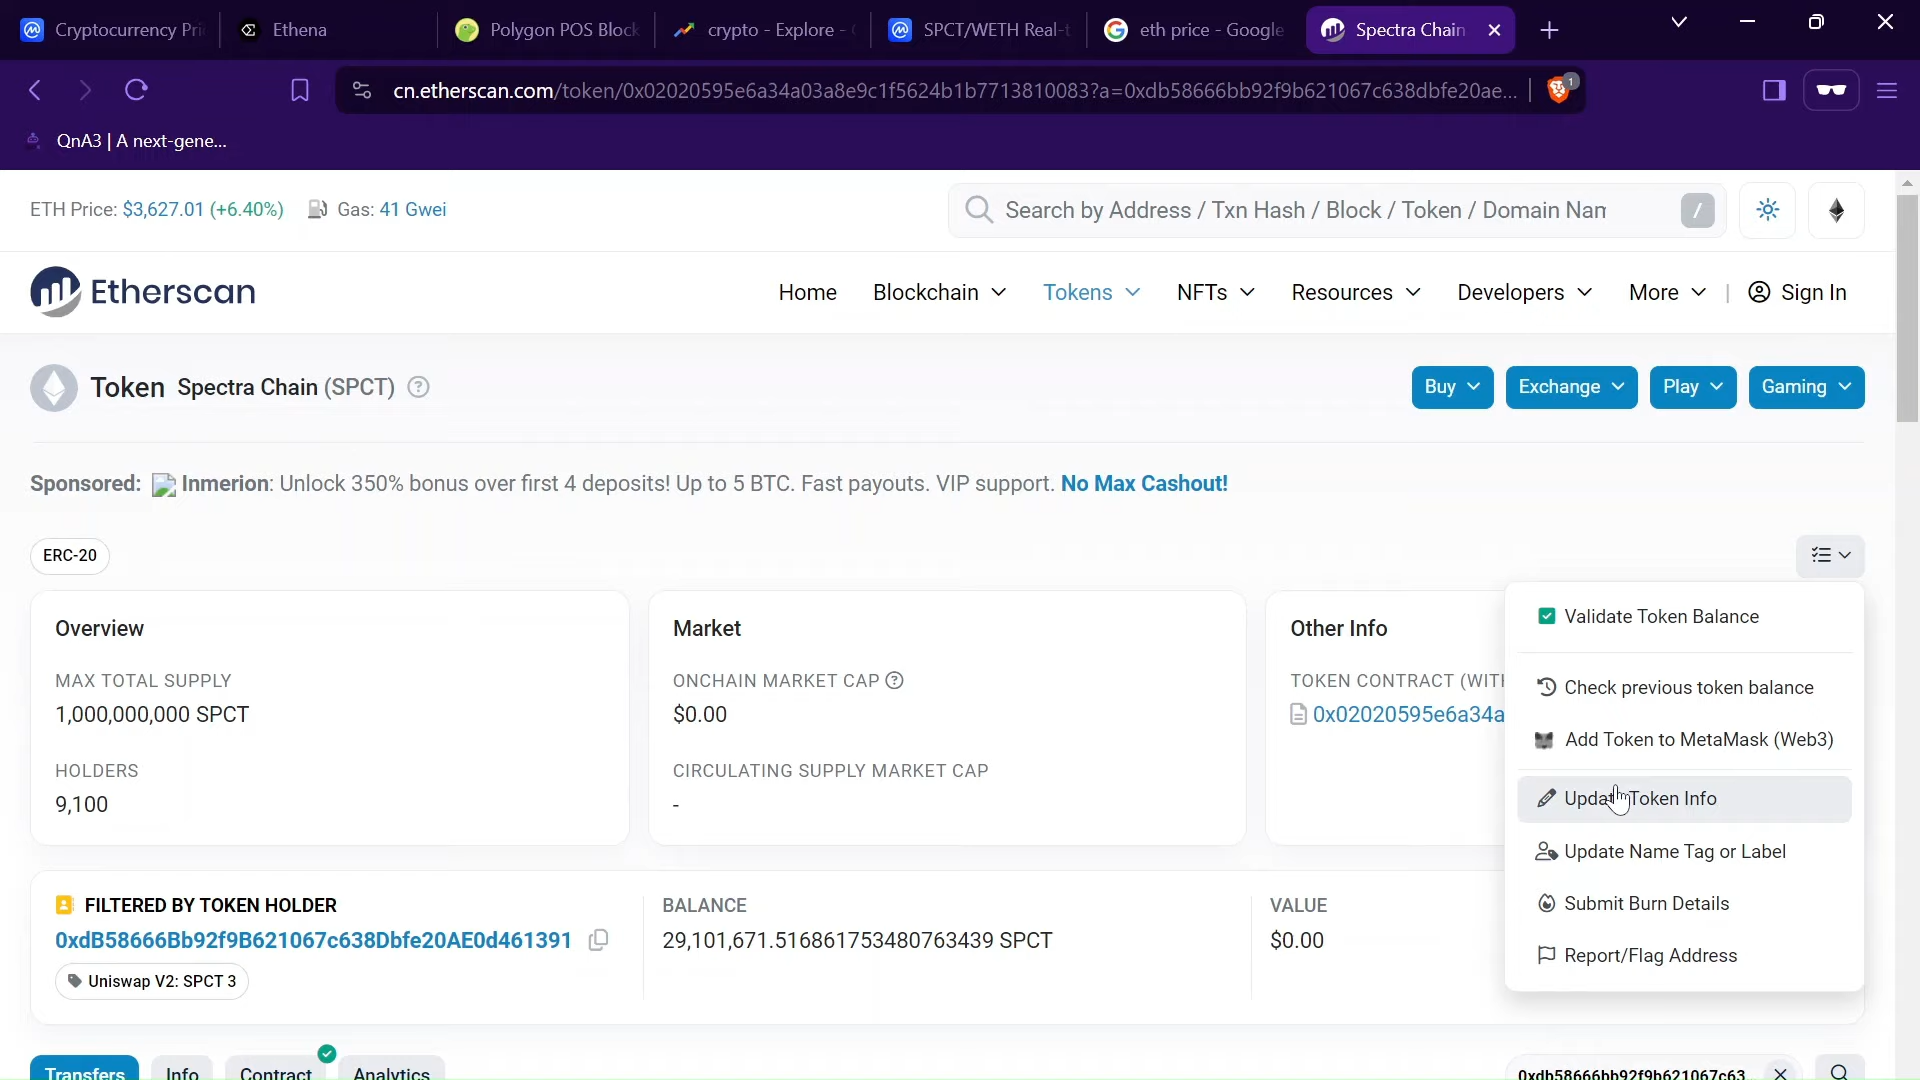 Cryptocurrency Pri
Ethena
Polygon POS Block
crypto - Explore -
SPCT/WETH Real-t
eth price - Google
Spectra Chain
cn.etherscan.com/token/0x02020595e6a34a03a8e9c1f5624b1b7713810083?a=0xdb58666bb92f9b621067c638dbfe20ae...
1
QnA3 | A next-gene...
ETH Price: $3,627.01 (+6.40%)
Gas: 41 Gwei
Search by Address / Txn Hash / Block / Token / Domain Nam
/
Etherscan
Home
Blockchain
Tokens
NFTs
Resources
Developers
More
Sign In
Token Spectra Chain (SPCT)
Buy
Exchange
Play
Gaming
Sponsored: Inmerion: Unlock 350% bonus over first 4 deposits! Up to 5 BTC. Fast payouts. VIP support. No Max Cashout!
ERC-20
Overview
MAX TOTAL SUPPLY
1,000,000,000 SPCT
HOLDERS
9,100
Market
ONCHAIN MARKET CAP
$0.00
CIRCULATING SUPPLY MARKET CAP
-
Other Info
TOKEN CONTRACT (WITH
0x02020595e6a34a
Validate Token Balance
Check previous token balance
Add Token to MetaMask (Web3)
Update Token Info
Update Name Tag or Label
Submit Burn Details
Report/Flag Address
FILTERED BY TOKEN HOLDER
0xdB58666Bb92f9B621067c638Dbfe20AE0d461391
Uniswap V2: SPCT 3
BALANCE
29,101,671.516861753480763439 SPCT
VALUE
$0.00
Transfers
Info
Contract
Analytics
0xdb58666bb92f9b621067c63...